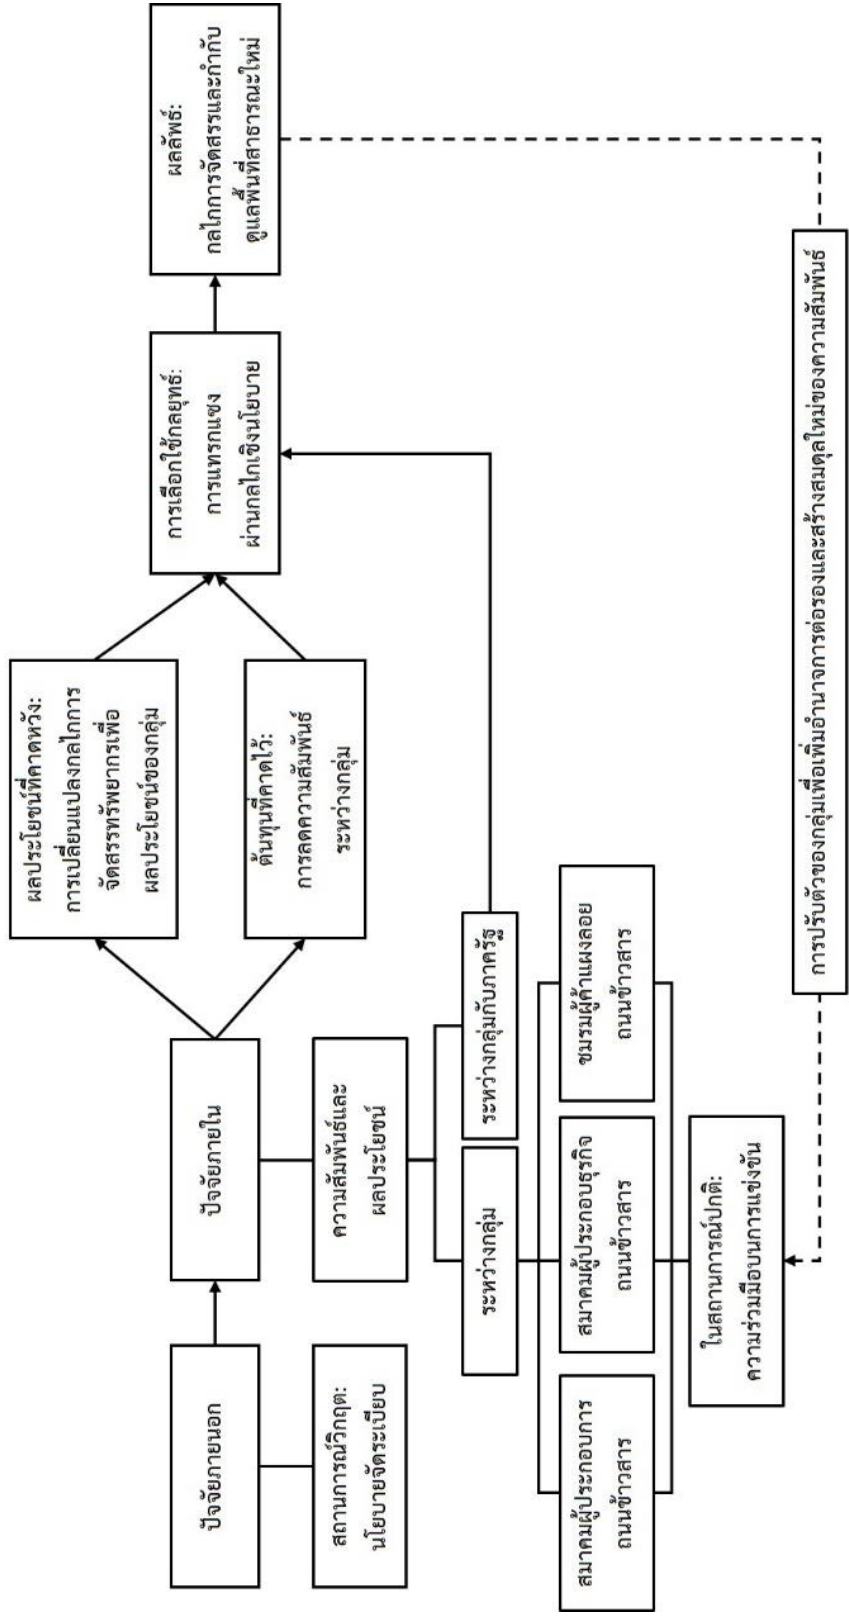 ปัจจัยภายนอก
สถานการณ์วิกฤต:
นโยบายจัดระเบียบ
ปัจจัยภายใน
ความสัมพันธ์และ
ผลประโยชน์
ผลประโยชน์ที่คาดหวัง:
การเปลี่ยนแปลงกลไกการ
จัดสรรทรัพยากรเพื่อ
ผลประโยชน์ของกลุ่ม
ต้นทุนที่คาดไว้:
การลดความสัมพันธ์
ระหว่างกลุ่ม
การเลือกใช้กลยุทธ์:
การแทรกแซง
ผ่านกลไกเชิงนโยบาย
ผลลัพธ์:
กลไกการจัดสรรและกำกับ
ดูแลพื้นที่สาธารณะใหม่
ระหว่างกลุ่ม
ระหว่างกลุ่มกับภาครัฐ
สมาคมผู้ประกอบการ
ถนนข้าวสาร
สมาคมผู้ประกอบธุรกิจ
ถนนข้าวสาร
ชมรมผู้ค้าแผงลอย
ถนนข้าวสาร
ในสถานการณ์ปกติ:
ความร่วมมือบนการแข่งขัน
การปรับตัวของกลุ่มเพื่อเพิ่มอำนาจการต่อรองและสร้างสมดุลใหม่ของความสัมพันธ์